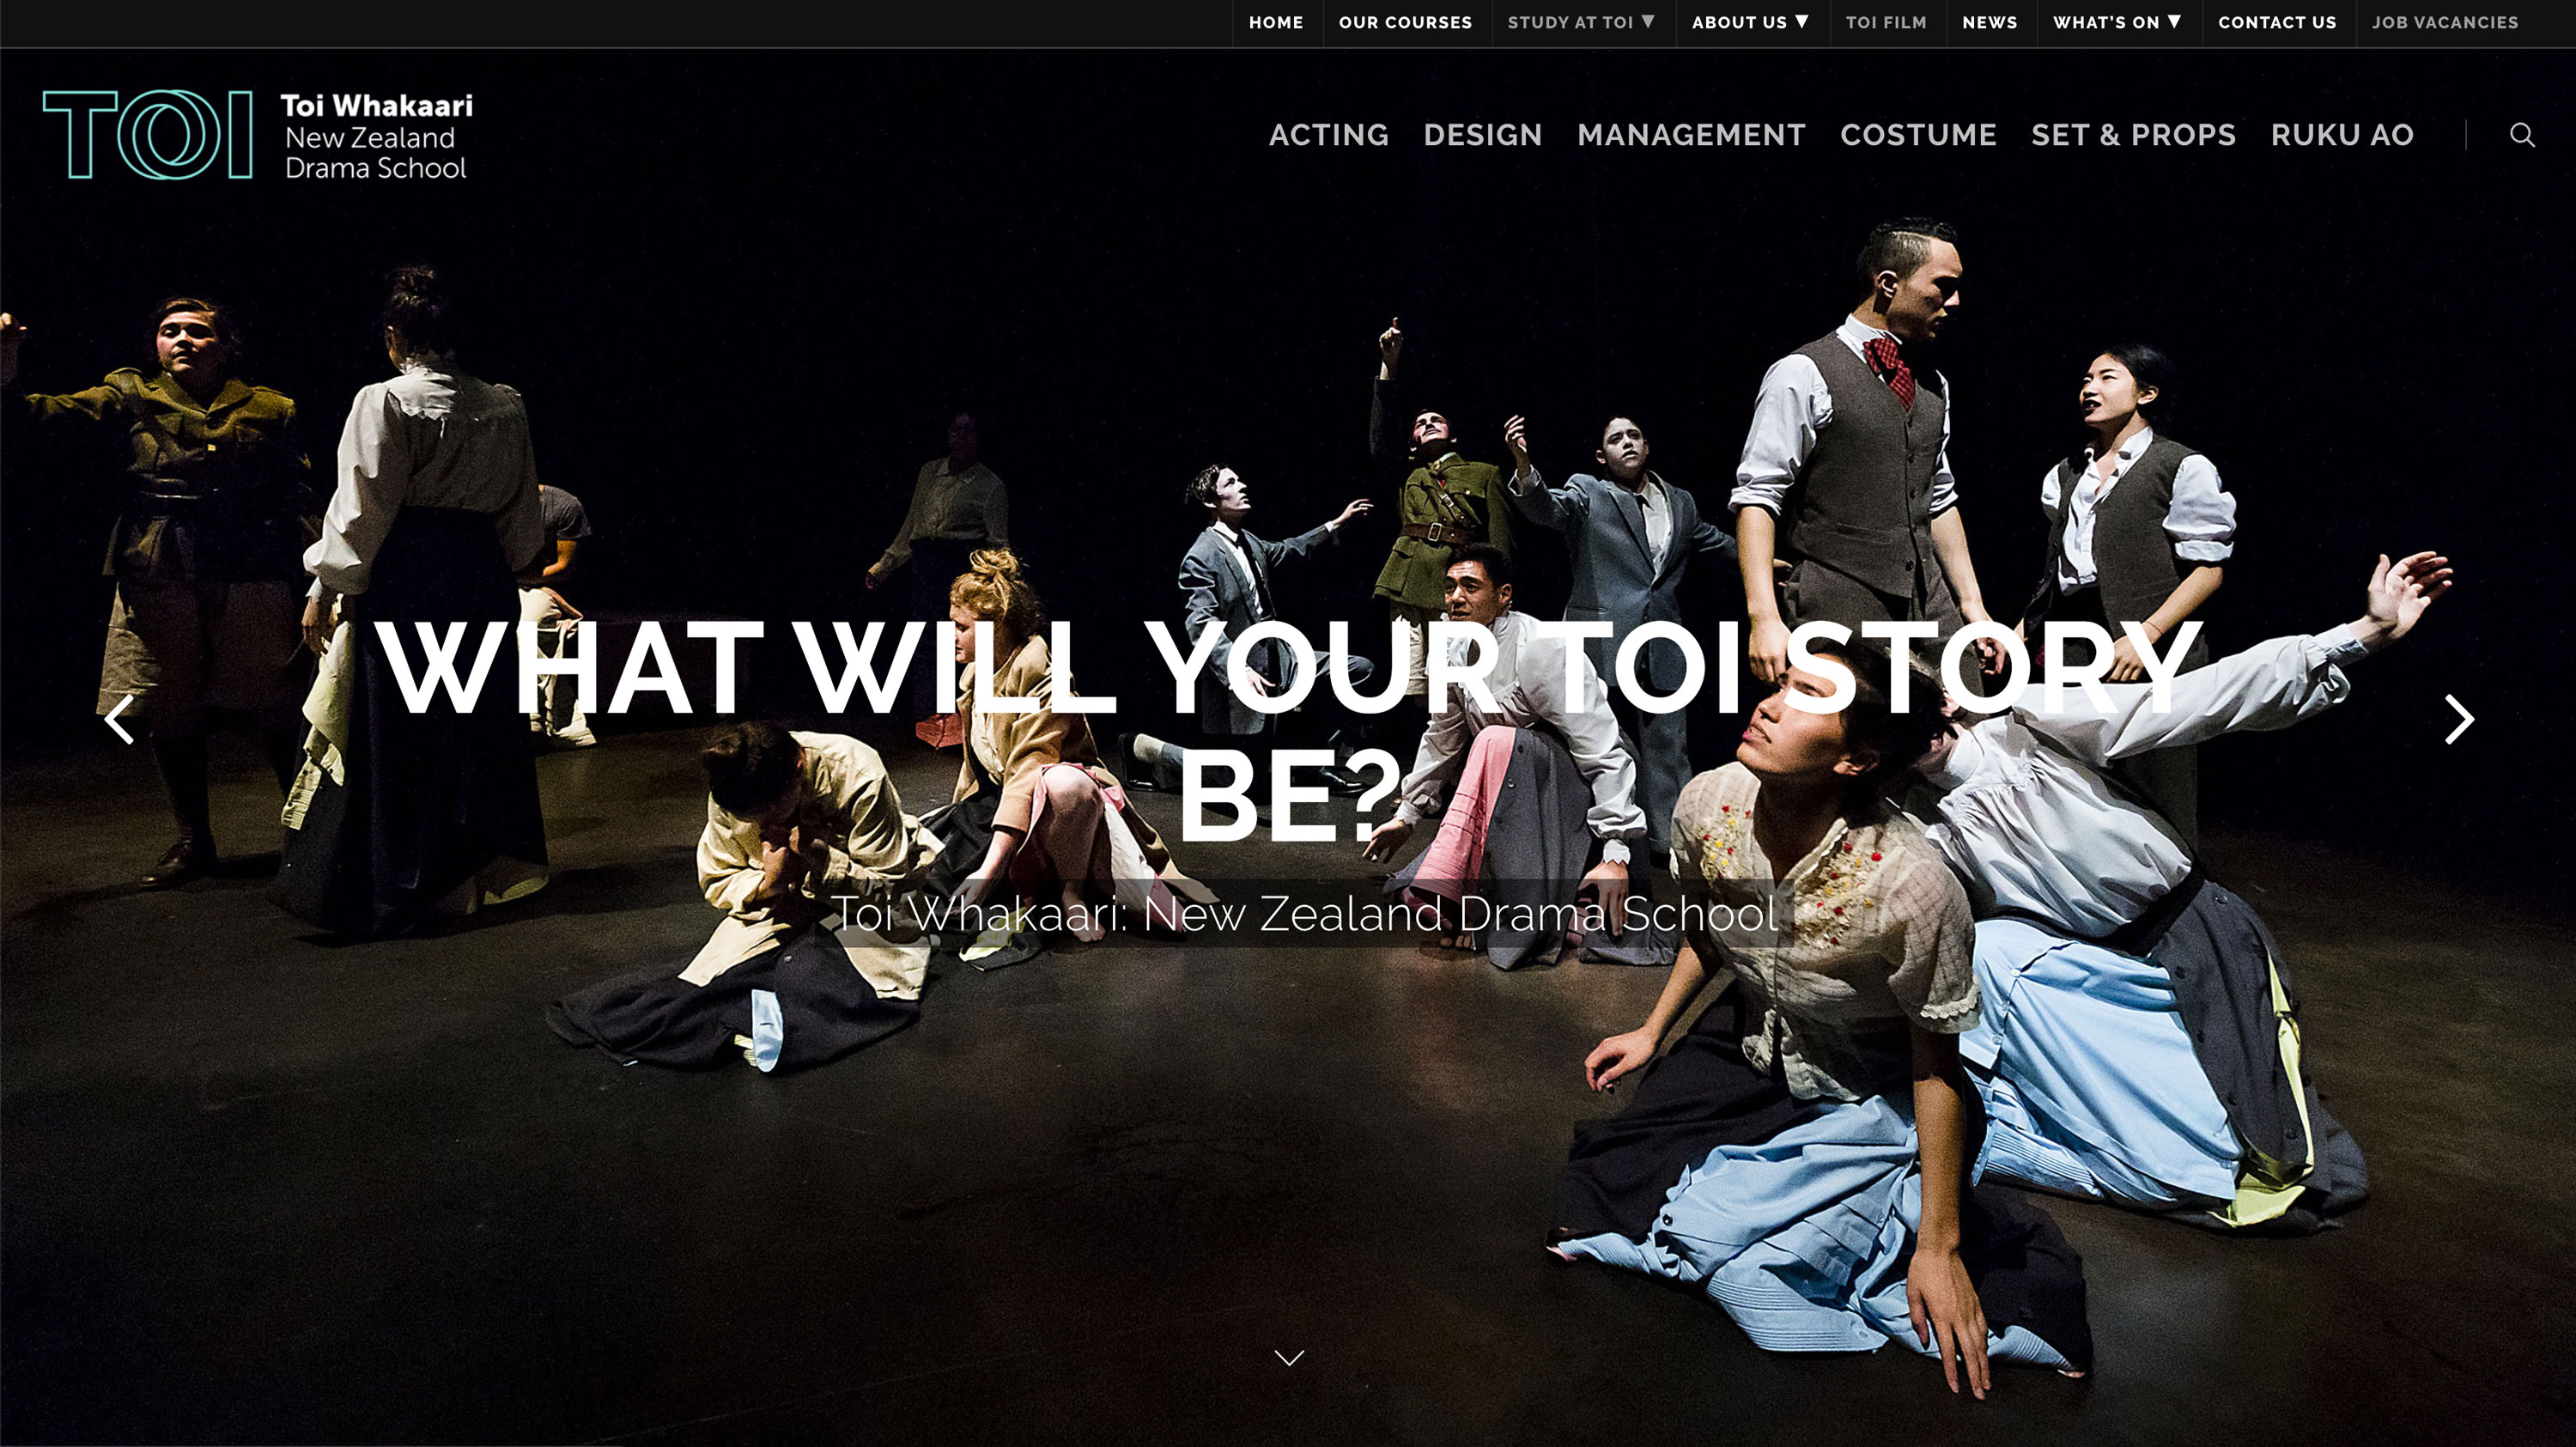 HOME OUR COURSES STUDY AT TOI ▼ ABOUT US ▼ TOI FILM NEWS WHAT'S ON ▼ CONTACT US JOB VACANCIES
TOI
Toi Whakaari
New Zealand
Drama School
ACTING DESIGN MANAGEMENT COSTUME SET & PROPS RUKU AO
WHAT WILL YOUR TOI STORY
BE?
Toi Whakaari: New Zealand Drama School